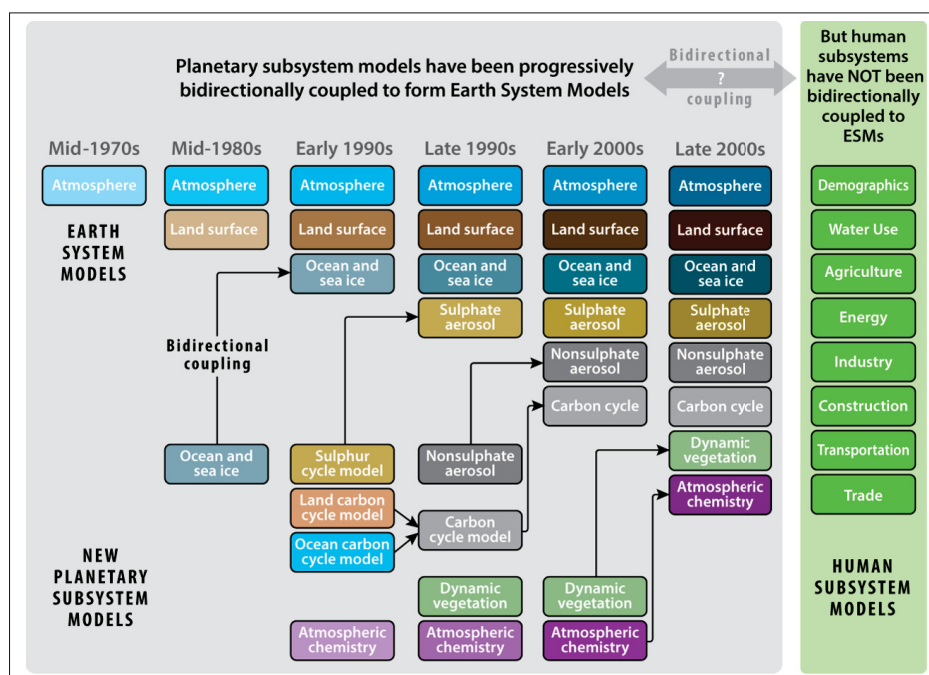 Planetary subsystem models have been progressively
bidirectionally coupled to form Earth System Models
Bidirectional
?
coupling
But human
subsystems
have NOT been
bidirectionally
coupled to
ESMs
Mid-1970s
Mid-1980s
Early 1990s
Late 1990s
Early 2000s
Late 2000s
Atmosphere
Atmosphere
Atmosphere
Atmosphere
Atmosphere
Atmosphere
Demographics
EARTH
SYSTEM
MODELS
Land surface
Land surface
Land surface
Land surface
Land surface
Water Use
Ocean and
sea ice
Ocean and
sea ice
Ocean and
sea ice
Ocean and
sea ice
Agriculture
Sulphate
aerosol
Sulphate
aerosol
Sulphate
aerosol
Energy
Bidirectional
coupling
Nonsulphate
aerosol
Nonsulphate
aerosol
Industry
Carbon cycle
Carbon cycle
Construction
Ocean and
sea ice
Sulphur
cycle model
Nonsulphate
aerosol
Dynamic
vegetation
Transportation
Land carbon
cycle model
Atmospheric
chemistry
Trade
Carbon
cycle model
Ocean carbon
cycle model
NEW
PLANETARY
SUBSYSTEM
MODELS
Dynamic
vegetation
Dynamic
vegetation
HUMAN
SUBSYSTEM
MODELS
Atmospheric
chemistry
Atmospheric
chemistry
Atmospheric
chemistry